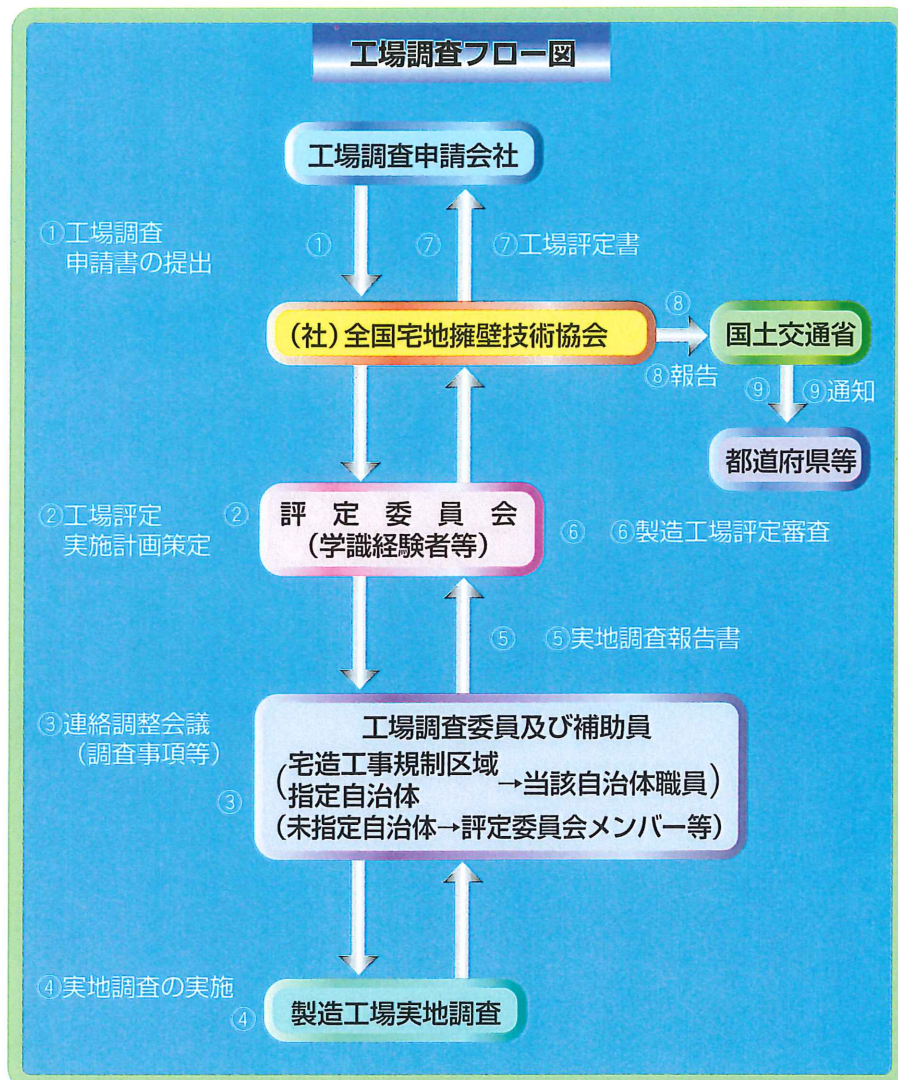 工場調査フロー図
工場調査申請会社
①工場調査
申請書の提出
①
⑦
⑦工場評定書
(社)全国宅地擁壁技術協会
⑧
⑧報告
国土交通省
⑨
⑨通知
都道府県等
②工場評定
実施計画策定
②
評定委員会
(学識経験者等)
⑥
⑥製造工場評定審査
⑤
⑤実地調査報告書
③連絡調整会議
(調査事項等)
③
工場調査委員及び補助員
(宅造工事規制区域
指定自治体→当該自治体職員)
(未指定自治体→評定委員会メンバー等)
④実地調査の実施
④
製造工場実地調査